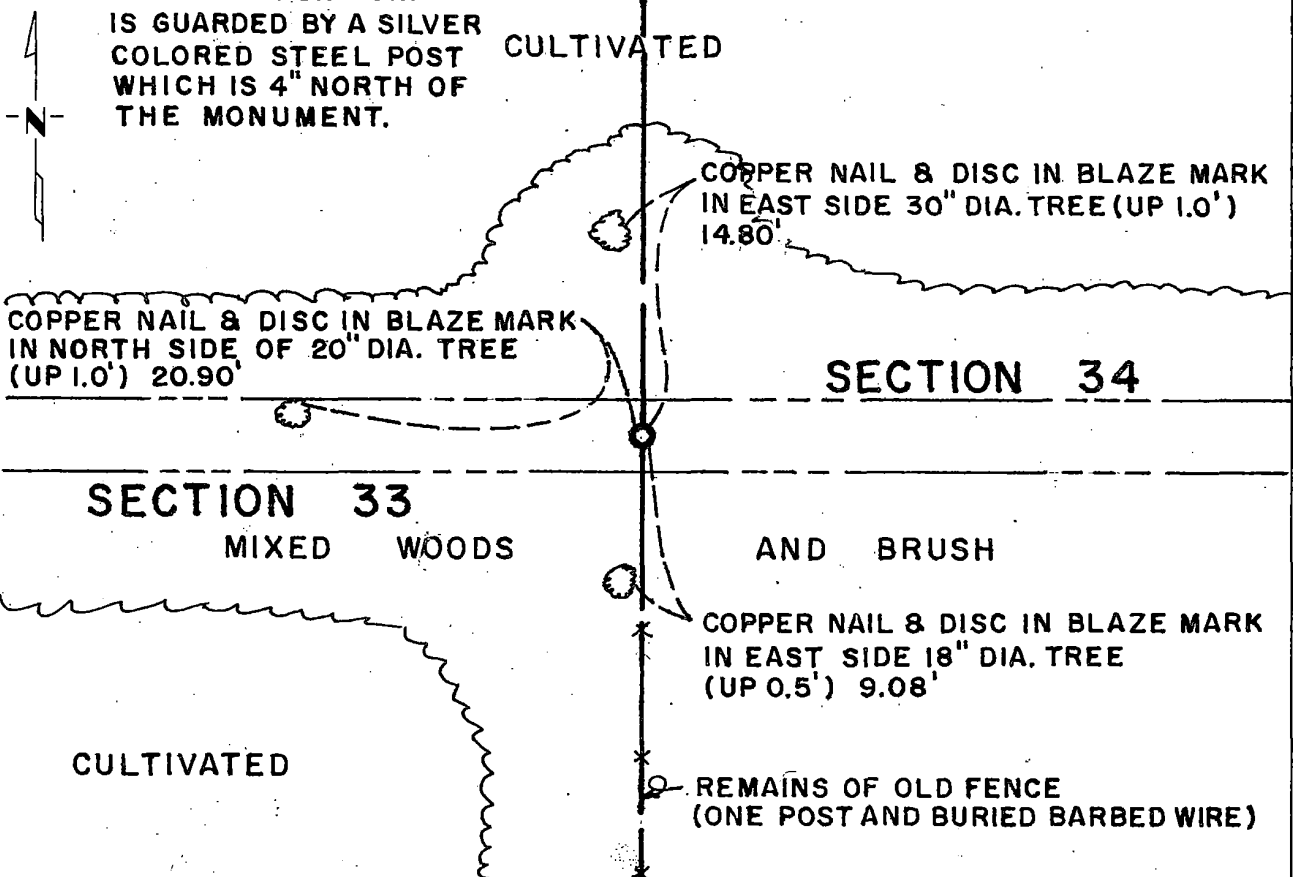 IS GUARDED BY A SILVER
COLORED STEEL POST
WHICH IS 4" NORTH OF
THE MONUMENT.
N
CULTIVATED
COPPER NAIL & DISC IN BLAZE MARK
IN EAST SIDE 30" DIA. TREE (UP 1.0')
14.80'
COPPER NAIL & DISC IN BLAZE MARK
IN NORTH SIDE OF 20" DIA. TREE
(UP 1.0') 20.90'
SECTION 34
SECTION 33
MIXED WOODS AND BRUSH
COPPER NAIL & DISC IN BLAZE MARK
IN EAST SIDE 18" DIA. TREE
(UP 0.5') 9.08'
CULTIVATED
REMAINS OF OLD FENCE
(ONE POST AND BURIED BARBED WIRE)